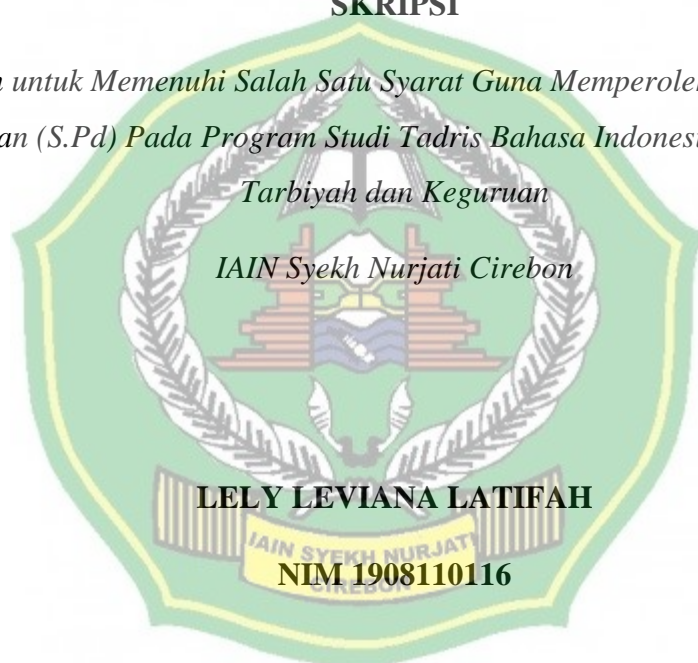 SKRIPSI
untuk Memenuhi Salah Satu Syarat Guna Memperoleh
(S.Pd) Pada Program Studi Tadris Bahasa Indonesi
Tarbiyah dan Keguruan
IAIN Syekh Nurjati Cirebon
LELY LEVIANA LATIFAH
IAIN SYEKH NURJATI
CIREBON
NIM 1908110116